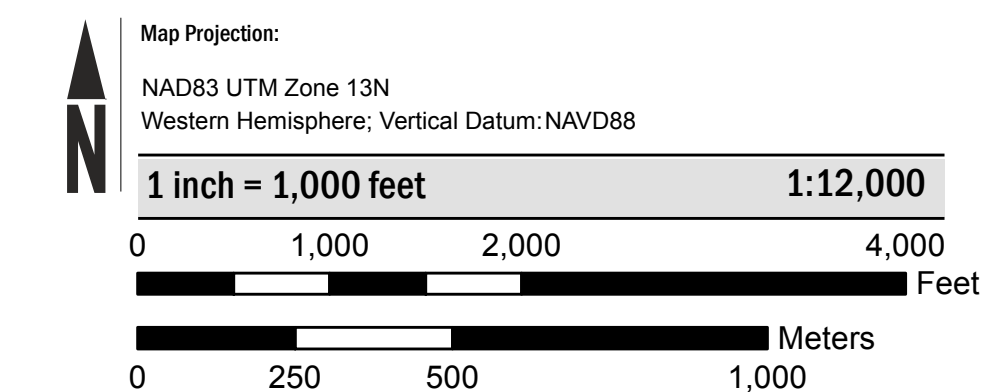 N
Map Projection:
NAD83 UTM Zone 13N
Western Hemisphere; Vertical Datum:NAVD88
1 inch = 1,000 feet 1:12,000
0 1,000 2,000 4,000
Feet
Meters
0 250 500 1,000